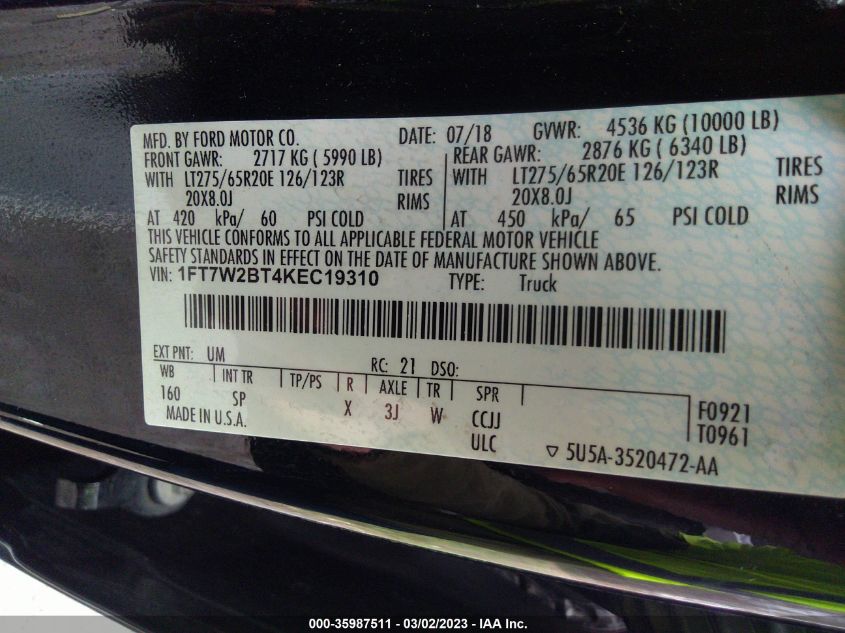 MFD. BY FORD MOTOR CO. DATE: 07/18 GVWR: 4536 KG (10000 LB)
FRONT GAWR: 2717 KG ( 5990 LB) REAR GAWR: 2876 KG ( 6340 LB)
WITH LT275/65R20E 126/123R TIRES WITH LT275/65R20E 126/123R TIRES
20X8.0J RIMS 20X8.0J RIMS
AT 420 kPa/ 60 PSI COLD AT 450 kPa/ 65 PSI COLD
THIS VEHICLE CONFORMS TO ALL APPLICABLE FEDERAL MOTOR VEHICLE
SAFETY STANDARDS IN EFFECT ON THE DATE OF MANUFACTURE SHOWN ABOVE.
VIN: 1FT7W2BT4KEC19310 TYPE: Truck
EXT PNT: UM RC: 21 DSO:
WB INT TR TP/PS R AXLE TR SPR
160 SP X 3J W CCJJ F0921
MADE IN U.S.A. ULC T0961
▽ 5U5A-3520472-AA
000-35987511 — 03/02/2023 — IAA Inc.